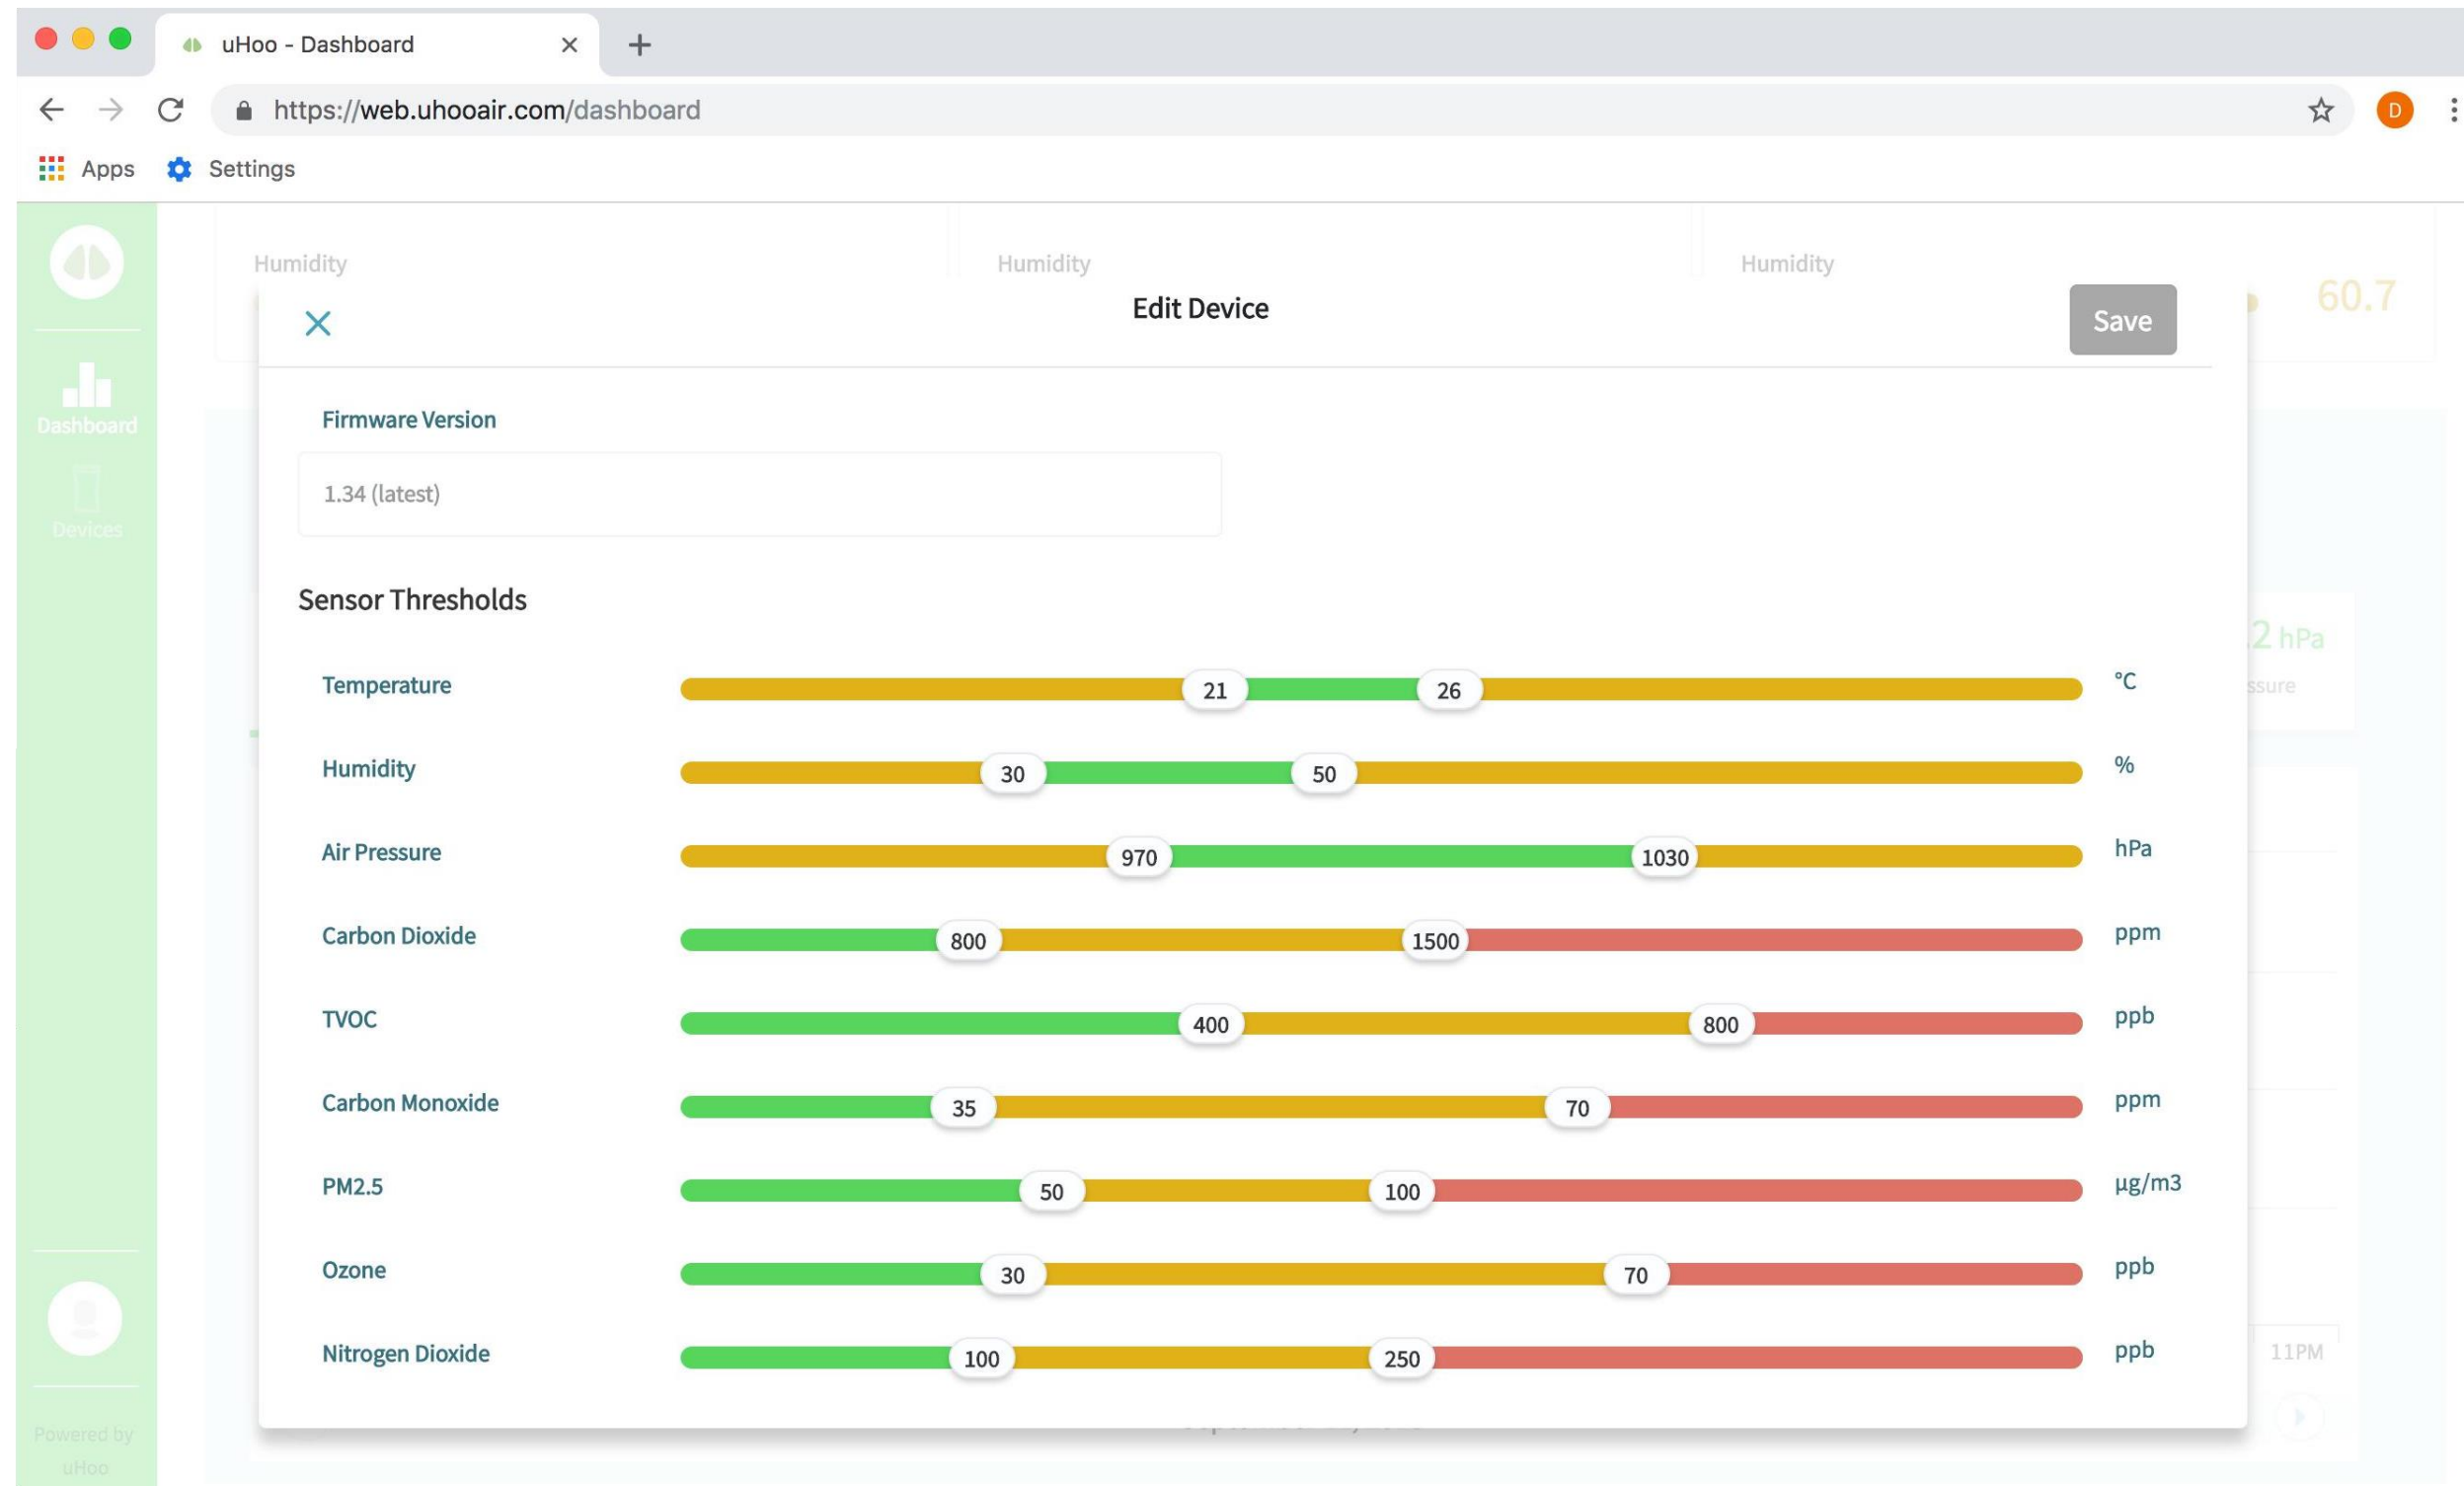 uHoo - Dashboard
https://web.uhooair.com/dashboard
D
Apps Settings
Humidity Humidity Humidity
60.7
Edit Device
Save
Dashboard
Devices
Firmware Version
1.34 (latest)
Sensor Thresholds
Temperature 21 26 °C
Humidity 30 50 %
Air Pressure 970 1030 hPa
Carbon Dioxide 800 1500 ppm
TVOC 400 800 ppb
Carbon Monoxide 35 70 ppm
PM2.5 50 100 µg/m3
Ozone 30 70 ppb
Nitrogen Dioxide 100 250 ppb
.2 hPa
ssure
11PM
Powered by
uHoo